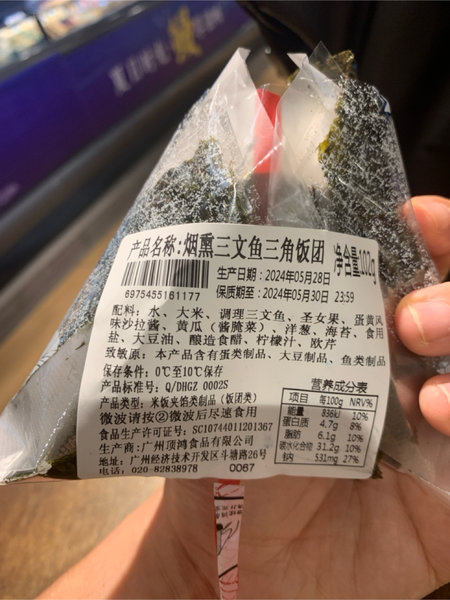 产品名称:烟熏三文鱼三角饭团
净含量:102g
生产日期:2024年05月28日
保质期至:2024年05月30日 23:59
6975455161177
配料:水、大米、调理三文鱼、圣女果、蛋黄风
味沙拉酱、黄瓜(酱腌菜)、洋葱、海苔、食用
盐、大豆油、酿造食醋、柠檬汁、欧芹
致敏原:本产品含有蛋类制品、大豆制品、鱼类制品
保存条件:0℃至10℃保存
产品标准号:Q/DHGZ 0002S
产品类型:米饭夹馅类制品(饭团类)
微波请按②微波后尽速食用
食品生产许可证号:SC10744011201367
生产商:广州顶鸿食品有限公司
地址:广州经济技术开发区斗塘路26号
电话:020-82838978 0067
营养成分表
项目 每100g NRV%
能量 836kJ 10%
蛋白质 4.7g 8%
脂肪 6.1g 10%
碳水化合物 31.2g 10%
钠 531mg 27%